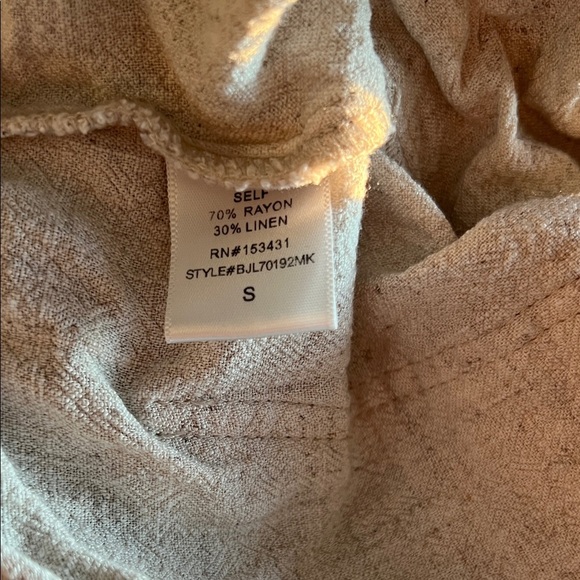 SELF
70% RAYON
30% LINEN
RN#153431
STYLE#BJL70192MK
S